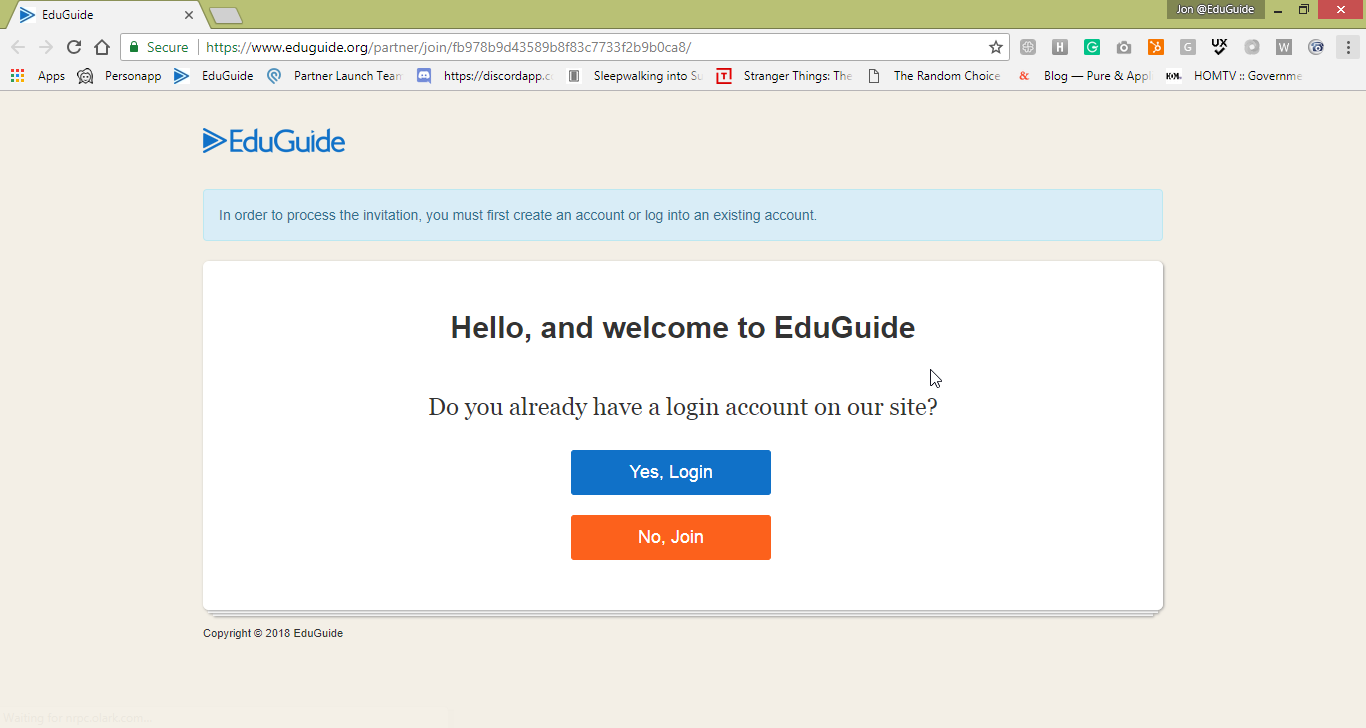 EduGuide
Jon @EduGuide
Secure https://www.eduguide.org/partner/join/fb978b9d43589b8f83c7733f2b9b0ca8/
H G G UX W
Apps Personapp EduGuide Partner Launch Team https://discordapp.c Sleepwalking into Su Stranger Things: The The Random Choice & Blog — Pure & Appl HOM. HOMTV :: Governme
EduGuide
In order to process the invitation, you must first create an account or log into an existing account.
Hello, and welcome to EduGuide
Do you already have a login account on our site?
Yes, Login
No, Join
Copyright © 2018 EduGuide